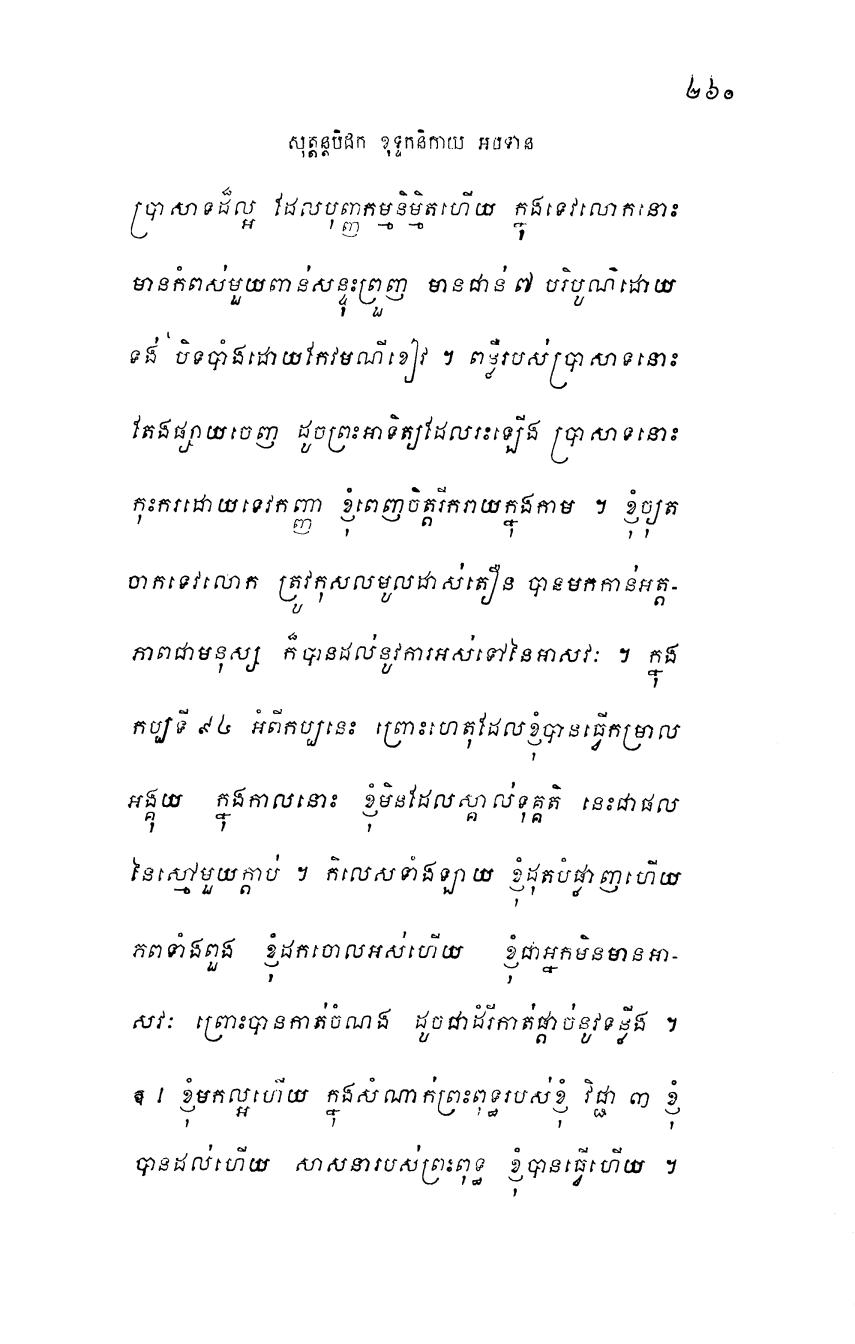 ២៦០
សុត្តន្តបិដក ខុទ្ទកនិកាយ អបទាន
ប្រាសាទដ៏ល្អ ដែលបុញ្ញកម្មនិម្មិតហើយ ក្នុងទេវលោកនោះ
មានកំពស់មួយពាន់សន្ទុះព្រួញ មានជាន់ ៧ បរិបូណ៌ដោយ
ទង់ បិទបាំងដោយកែវមណីខៀវ ។ ពន្លឺរបស់ប្រាសាទនោះ
តែងផ្សាយចេញ ដូចព្រះអាទិត្យដែលរះឡើង ប្រាសាទនោះ
កុះករដោយទេវកញ្ញា ខ្ញុំពេញចិត្តរីករាយក្នុងកាម ។ ខ្ញុំច្យុត
ចាកទេវលោក ត្រូវកុសលមូលដាស់តឿន បានមកកាន់អត្ត-
ភាពជាមនុស្ស ក៏បានដល់នូវការអស់ទៅនៃអាសវៈ ។ ក្នុង
កប្បទី ៩៤ អំពីកប្បនេះ ព្រោះហេតុដែលខ្ញុំបានធ្វើកម្រាល
អង្គុយ ក្នុងកាលនោះ ខ្ញុំមិនដែលស្គាល់ទុគ្គតិ នេះជាផល
នៃស្មៅមួយក្តាប់ ។ កិលេសទាំងឡាយ ខ្ញុំដុតបំផ្លាញហើយ
ភពទាំងពួង ខ្ញុំដកចោលអស់ហើយ ខ្ញុំជាអ្នកមិនមានអា-
សវៈ ព្រោះបានកាត់ចំណង ដូចជាដំរីកាត់ផ្តាច់នូវទន្លីង ។
ឱ ! ខ្ញុំមកល្អហើយ ក្នុងសំណាក់ព្រះពុទ្ធរបស់ខ្ញុំ វិជ្ជា ៣ ខ្ញុំ
បានដល់ហើយ សាសនារបស់ព្រះពុទ្ធ ខ្ញុំបានធ្វើហើយ ។